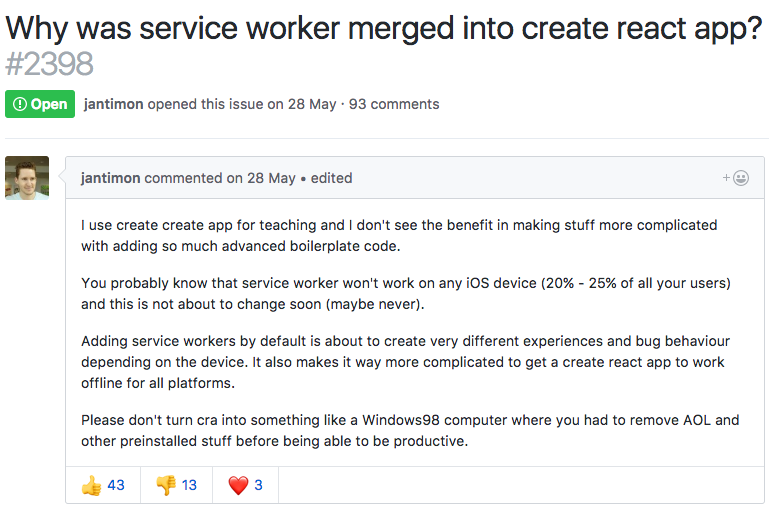 Why was service worker merged into create react app?
#2398
Open jantimon opened this issue on 28 May · 93 comments
jantimon commented on 28 May • edited
I use create create app for teaching and I don't see the benefit in making stuff more complicated
with adding so much advanced boilerplate code.
You probably know that service worker won't work on any iOS device (20% - 25% of all your users)
and this is not about to change soon (maybe never).
Adding service workers by default is about to create very different experiences and bug behaviour
depending on the device. It also makes it way more complicated to get a create react app to work
offline for all platforms.
Please don't turn cra into something like a Windows98 computer where you had to remove AOL and
other preinstalled stuff before being able to be productive.
43 13 3